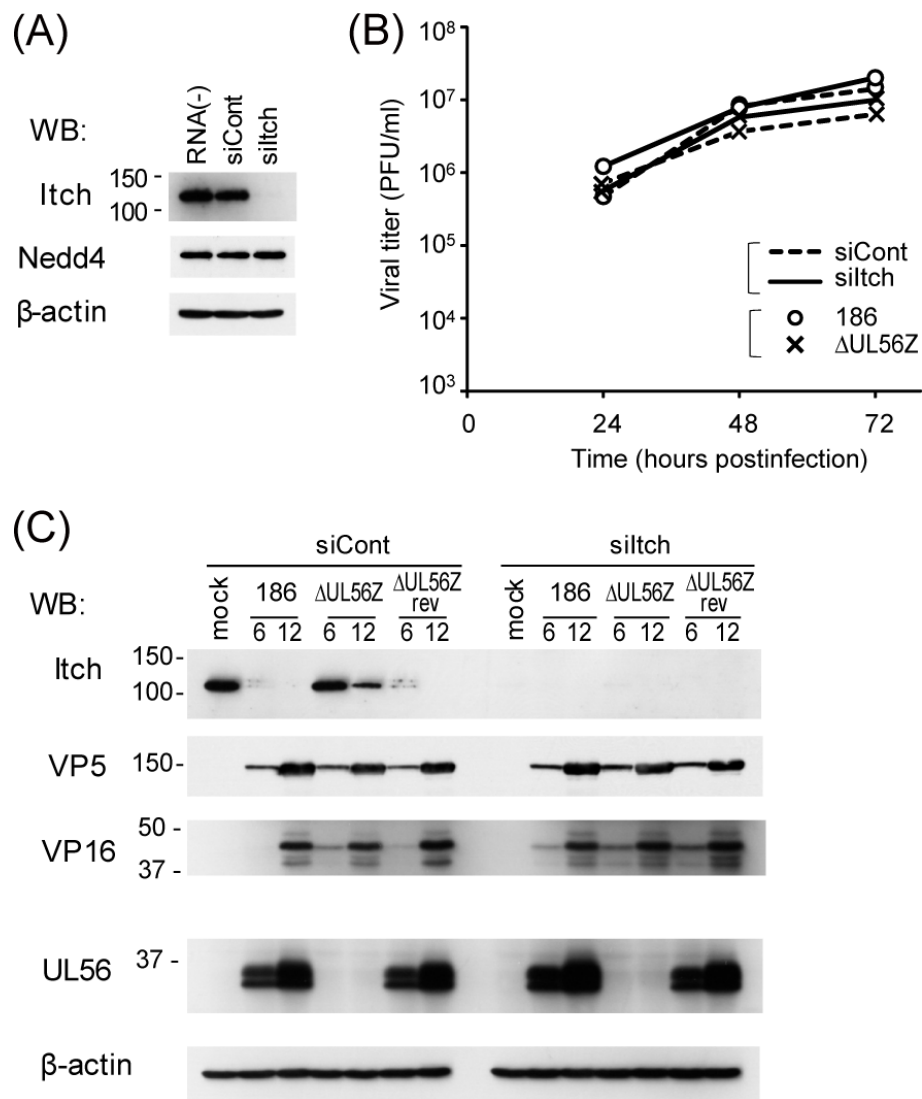 (A)
WB:
RNA(-)
siCont
siItch
Itch
150 -
100 -
Nedd4
β-actin
(B)
Viral titer (PFU/ml)
10⁸
10⁷
10⁶
10⁵
10⁴
10³
0
24
48
72
Time (hours postinfection)
siCont
siItch
186
ΔUL56Z
(C)
siCont
siItch
WB:
mock
186
ΔUL56Z
ΔUL56Z
rev
mock
186
ΔUL56Z
ΔUL56Z
rev
6 12 6 12 6 12 6 12 6 12 6 12
Itch
150-
100-
VP5
150-
VP16
50 -
37 -
UL56
37 -
β-actin